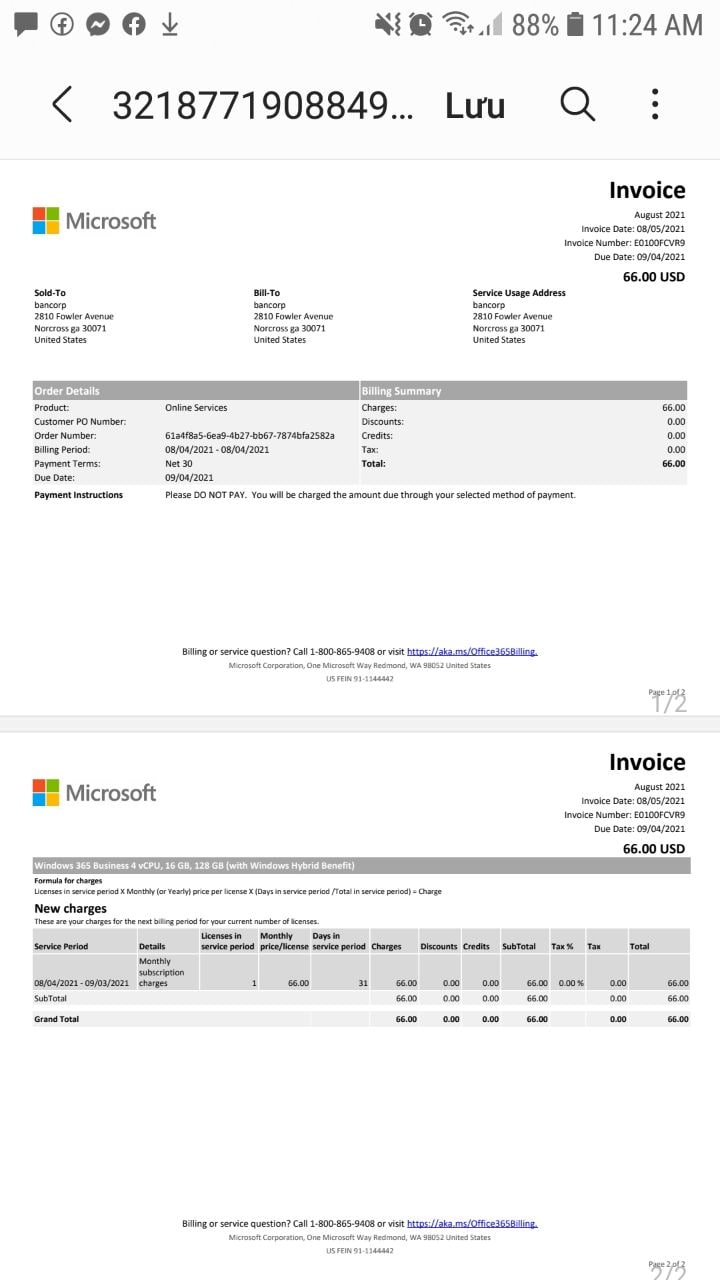 88% 11:24 AM
3218771908849... Lưu
Invoice
Microsoft
August 2021
Invoice Date: 08/05/2021
Invoice Number: E0100FCVR9
Due Date: 09/04/2021
66.00 USD
Sold-To Bill-To Service Usage Address
bancorp bancorp bancorp
2810 Fowler Avenue 2810 Fowler Avenue 2810 Fowler Avenue
Norcross ga 30071 Norcross ga 30071 Norcross ga 30071
United States United States United States
Order Details Billing Summary
Product: Online Services Charges: 66.00
Customer PO Number: Discounts: 0.00
Order Number: 61a4f8a5-6ea9-4b27-bb67-7874bfa2582a Credits: 0.00
Billing Period: 08/04/2021 - 08/04/2021 Tax: 0.00
Payment Terms: Net 30 Total: 66.00
Due Date: 09/04/2021
Payment Instructions Please DO NOT PAY. You will be charged the amount due through your selected method of payment.
Billing or service question? Call 1-800-865-9408 or visit https://aka.ms/Office365Billing.
Microsoft Corporation, One Microsoft Way Redmond, WA 98052 United States
US FEIN 91-1144442
Page 1 of 2
1/2
Invoice
Microsoft
August 2021
Invoice Date: 08/05/2021
Invoice Number: E0100FCVR9
Due Date: 09/04/2021
66.00 USD
Windows 365 Business 4 vCPU, 16 GB, 128 GB (with Windows Hybrid Benefit)
Formula for charges
Licenses in service period X Monthly (or Yearly) price per license X (Days in service period /Total in service period) = Charge
New charges
These are your charges for the next billing period for your current number of licenses.
Licenses in Monthly Days in
Service Period Details service period price/license service period Charges Discounts Credits SubTotal Tax % Tax Total
Monthly
subscription
08/04/2021 - 09/03/2021 charges 1 66.00 31 66.00 0.00 0.00 66.00 0.00 % 0.00 66.00
SubTotal 66.00 0.00 0.00 66.00 0.00 66.00
Grand Total 66.00 0.00 0.00 66.00 0.00 66.00
Billing or service question? Call 1-800-865-9408 or visit https://aka.ms/Office365Billing.
Microsoft Corporation, One Microsoft Way Redmond, WA 98052 United States
US FEIN 91-1144442
Page 2 of 2
2/2